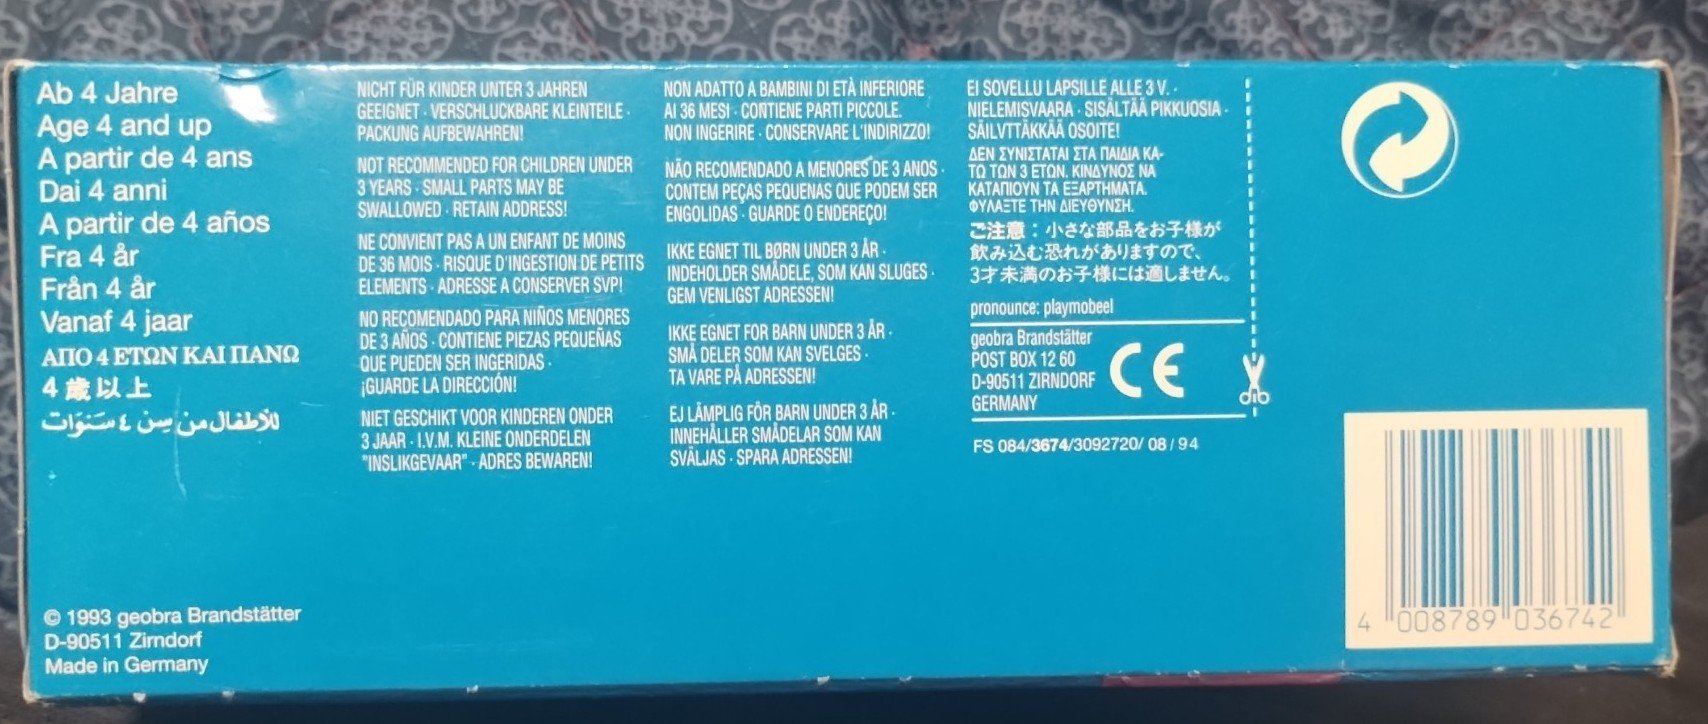 Ab 4 Jahre
Age 4 and up
A partir de 4 ans
Dai 4 anni
A partir de 4 años
Fra 4 år
Från 4 år
Vanaf 4 jaar
ΑΠΟ 4 ΕΤΩΝ ΚΑΙ ΠΑΝΩ
4 歳以上
للأطفال من سِن ٤ سَنوَات
© 1993 geobra Brandstätter
D-90511 Zirndorf
Made in Germany
NICHT FÜR KINDER UNTER 3 JAHREN
GEEIGNET · VERSCHLUCKBARE KLEINTEILE ·
PACKUNG AUFBEWAHREN!
NOT RECOMMENDED FOR CHILDREN UNDER
3 YEARS · SMALL PARTS MAY BE
SWALLOWED · RETAIN ADDRESS!
NE CONVIENT PAS A UN ENFANT DE MOINS
DE 36 MOIS · RISQUE D'INGESTION DE PETITS
ELEMENTS · ADRESSE A CONSERVER SVP!
NO RECOMENDADO PARA NIÑOS MENORES
DE 3 AÑOS · CONTIENE PIEZAS PEQUEÑAS
QUE PUEDEN SER INGERIDAS ·
¡GUARDE LA DIRECCIÓN!
NIET GESCHIKT VOOR KINDEREN ONDER
3 JAAR · I.V.M. KLEINE ONDERDELEN
"INSLIKGEVAAR" · ADRES BEWAREN!
NON ADATTO A BAMBINI DI ETÀ INFERIORE
AI 36 MESI · CONTIENE PARTI PICCOLE.
NON INGERIRE · CONSERVARE L'INDIRIZZO!
NÃO RECOMENDADO A MENORES DE 3 ANOS ·
CONTEM PEÇAS PEQUENAS QUE PODEM SER
ENGOLIDAS · GUARDE O ENDEREÇO!
IKKE EGNET TIL BØRN UNDER 3 ÅR ·
INDEHOLDER SMÅDELE, SOM KAN SLUGES ·
GEM VENLIGST ADRESSEN!
IKKE EGNET FOR BARN UNDER 3 ÅR ·
SMÅ DELER SOM KAN SVELGES ·
TA VARE PÅ ADRESSEN!
EJ LÄMPLIG FÖR BARN UNDER 3 ÅR ·
INNEHÅLLER SMÅDELAR SOM KAN
SVÄLJAS · SPARA ADRESSEN!
EI SOVELLU LAPSILLE ALLE 3 V. ·
NIELEMISVAARA · SISÄLTÄÄ PIKKUOSIA ·
SÄILVTTÄKKÄÄ OSOITE!
ΔΕΝ ΣΥΝΙΣΤΑΤΑΙ ΣΤΑ ΠΑΙΔΙΑ ΚΑ-
ΤΩ ΤΩΝ 3 ΕΤΩΝ. ΚΙΝΔΥΝΟΣ ΝΑ
ΚΑΤΑΠΙΟΥΝ ΤΑ ΕΞΑΡΤΗΜΑΤΑ.
ΦΥΛΑΞΤΕ ΤΗΝ ΔΙΕΥΘΥΝΣΗ.
ご注意：小さな部品をお子様が
飲み込む恐れがありますので、
3才未満のお子様には適しません。
pronounce: playmobeel
geobra Brandstätter
POST BOX 12 60
D-90511 ZIRNDORF
GERMANY
CE
FS 084/3674/3092720/ 08/94
4 008789 036742